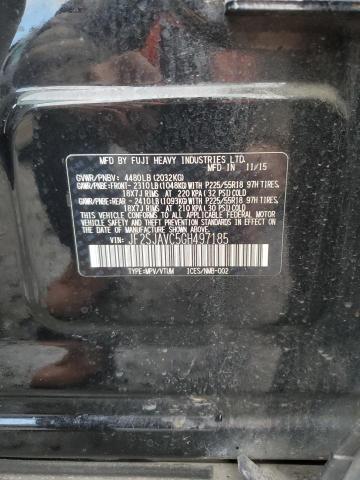 MFD BY FUJI HEAVY INDUSTRIES LTD.
MFD IN 11/15
GVWR/PNBV: 4480LB (2032KG)
GAWR/PNBE:FRONT- 2310LB (1048KG) WITH P225/55R18 97H TIRES,
18X7J RIMS AT 220 KPA ( 32 PSI) COLD
GAWR/PNBE:REAR - 2410LB (1093KG) WITH P225/55R18 97H TIRES,
18X7J RIMS AT 210 KPA ( 30 PSI) COLD
THIS VEHICLE CONFORMS TO ALL APPLICABLE
FEDERAL MOTOR VEHICLE SAFETY STANDARDS IN EFFECT
ON THE DATE OF MANUFACTURE SHOWN ABOVE.
VIN: JF2SJAVC5GH497185
TYPE:MPV/VTUM ICES/NMB-002